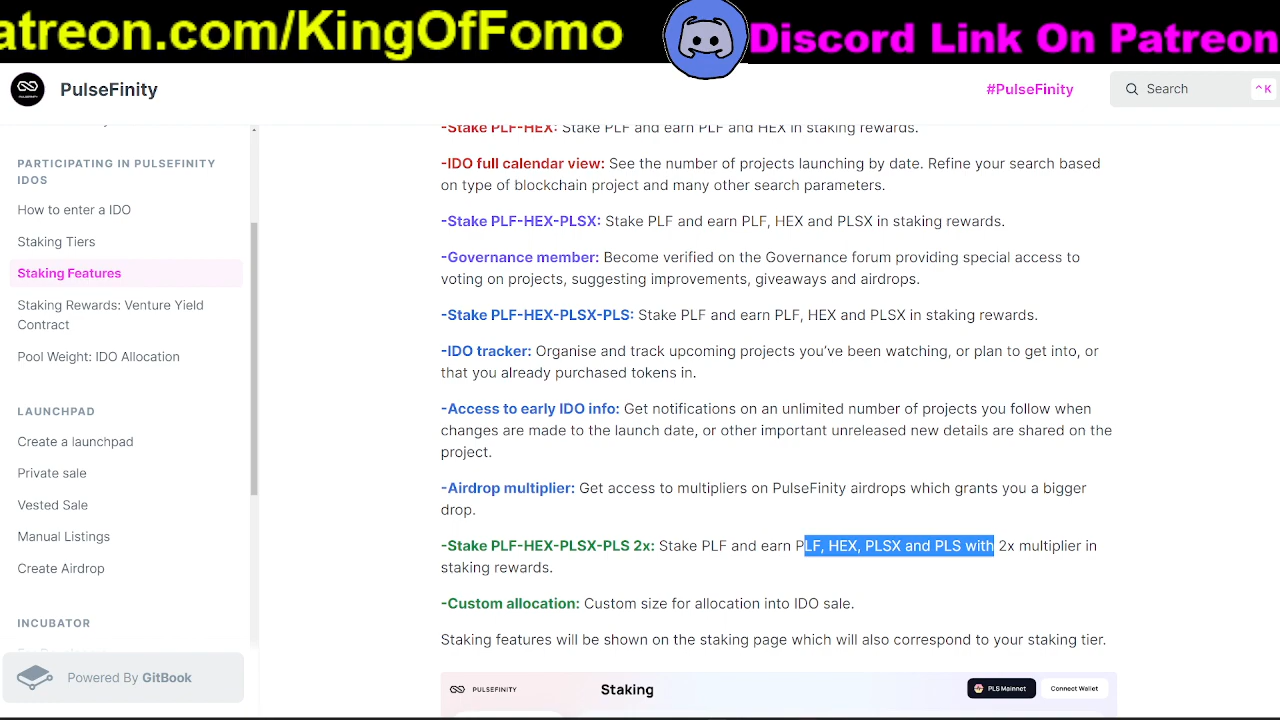 atreon.com/KingOfFomo
Discord Link On Patreon
PulseFinity
#PulseFinity
Search
^ K
PARTICIPATING IN PULSEFINITY
IDOS
How to enter a IDO
Staking Tiers
Staking Features
Staking Rewards: Venture Yield
Contract
Pool Weight: IDO Allocation
LAUNCHPAD
Create a launchpad
Private sale
Vested Sale
Manual Listings
Create Airdrop
INCUBATOR
Powered By GitBook
-Stake PLF-HEX: Stake PLF and earn PLF and HEX in staking rewards.
-IDO full calendar view: See the number of projects launching by date. Refine your search based
on type of blockchain project and many other search parameters.
-Stake PLF-HEX-PLSX: Stake PLF and earn PLF, HEX and PLSX in staking rewards.
-Governance member: Become verified on the Governance forum providing special access to
voting on projects, suggesting improvements, giveaways and airdrops.
-Stake PLF-HEX-PLSX-PLS: Stake PLF and earn PLF, HEX and PLSX in staking rewards.
-IDO tracker: Organise and track upcoming projects you've been watching, or plan to get into, or
that you already purchased tokens in.
-Access to early IDO info: Get notifications on an unlimited number of projects you follow when
changes are made to the launch date, or other important unreleased new details are shared on the
project.
-Airdrop multiplier: Get access to multipliers on PulseFinity airdrops which grants you a bigger
drop.
-Stake PLF-HEX-PLSX-PLS 2x: Stake PLF and earn PLF, HEX, PLSX and PLS with 2x multiplier in
staking rewards.
-Custom allocation: Custom size for allocation into IDO sale.
Staking features will be shown on the staking page which will also correspond to your staking tier.
PULSEFINITY
Staking
PLS Mainnet
Connect Wallet